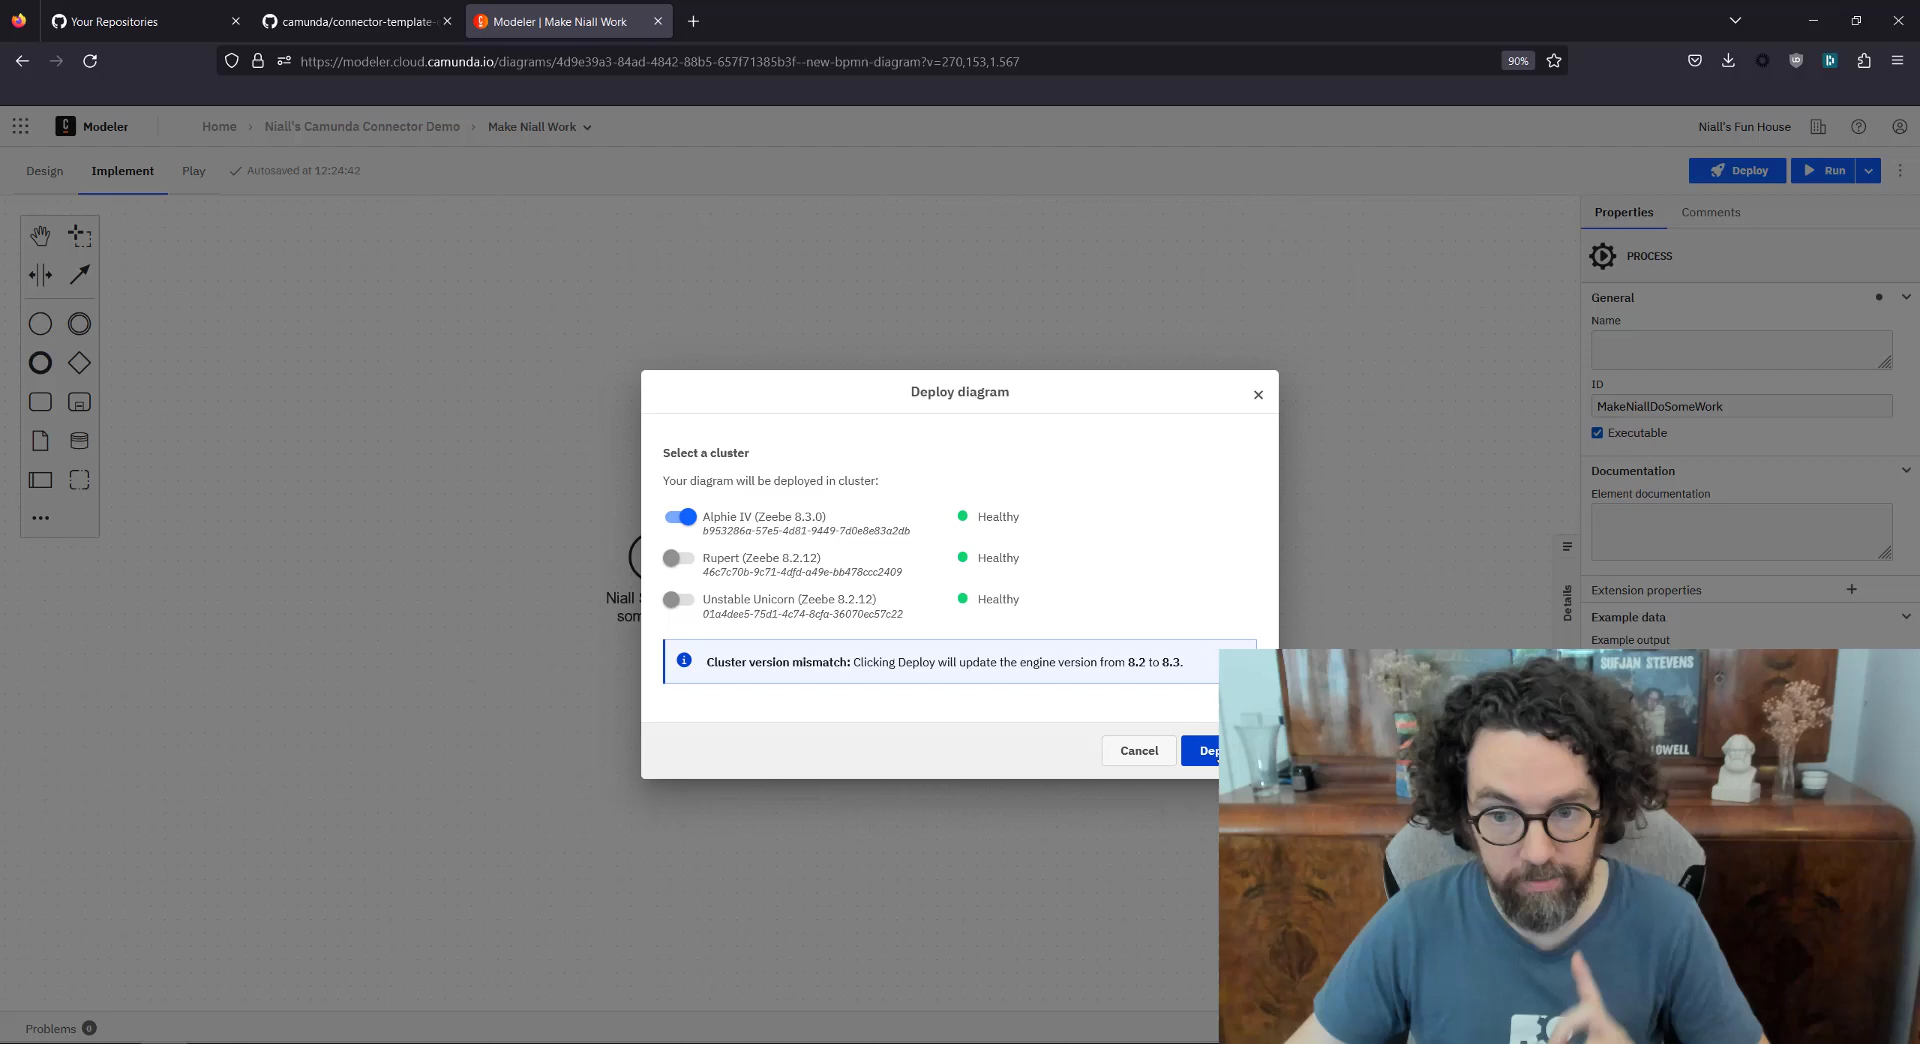 Your Repositories
camunda/connector-template-
Modeler | Make Niall Work
https://modeler.cloud.camunda.io/diagrams/4d9e39a3-84ad-4842-88b5-657f71385b3f--new-bpmn-diagram?v=270,153,1.567
90%
Modeler
Home › Niall's Camunda Connector Demo › Make Niall Work
Niall's Fun House
Design
Implement
Play
Autosaved at 12:24:42
Deploy
Run
Properties
Comments
PROCESS
General
Name
ID
MakeNiallDoSomeWork
Executable
Documentation
Element documentation
Extension properties
Example data
Example output
Details
Deploy diagram
Select a cluster
Your diagram will be deployed in cluster:
Alphie IV (Zeebe 8.3.0)
Healthy
b953286a-57e5-4d81-9449-7d0e8e83a2db
Rupert (Zeebe 8.2.12)
Healthy
46c7c70b-9c71-4dfd-a49e-bb478ccc2409
Unstable Unicorn (Zeebe 8.2.12)
Healthy
01a4dee5-75d1-4c74-8cfa-36070ec57c22
Cluster version mismatch: Clicking Deploy will update the engine version from 8.2 to 8.3.
Cancel
Dep
Niall
som
SUFJAN STEVENS
LOWELL
Problems 0